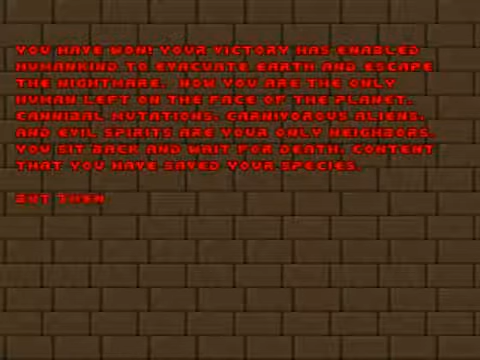 YOU HAVE WON! YOUR VICTORY HAS ENABLED
HUMANKIND TO EVACUATE EARTH AND ESCAPE
THE NIGHTMARE. NOW YOU ARE THE ONLY
HUMAN LEFT ON THE FACE OF THE PLANET.
CANNIBAL MUTATIONS, CARNIVOROUS ALIENS,
AND EVIL SPIRITS ARE YOUR ONLY NEIGHBORS.
YOU SIT BACK AND WAIT FOR DEATH, CONTENT
THAT YOU HAVE SAVED YOUR SPECIES.
BUT THEN